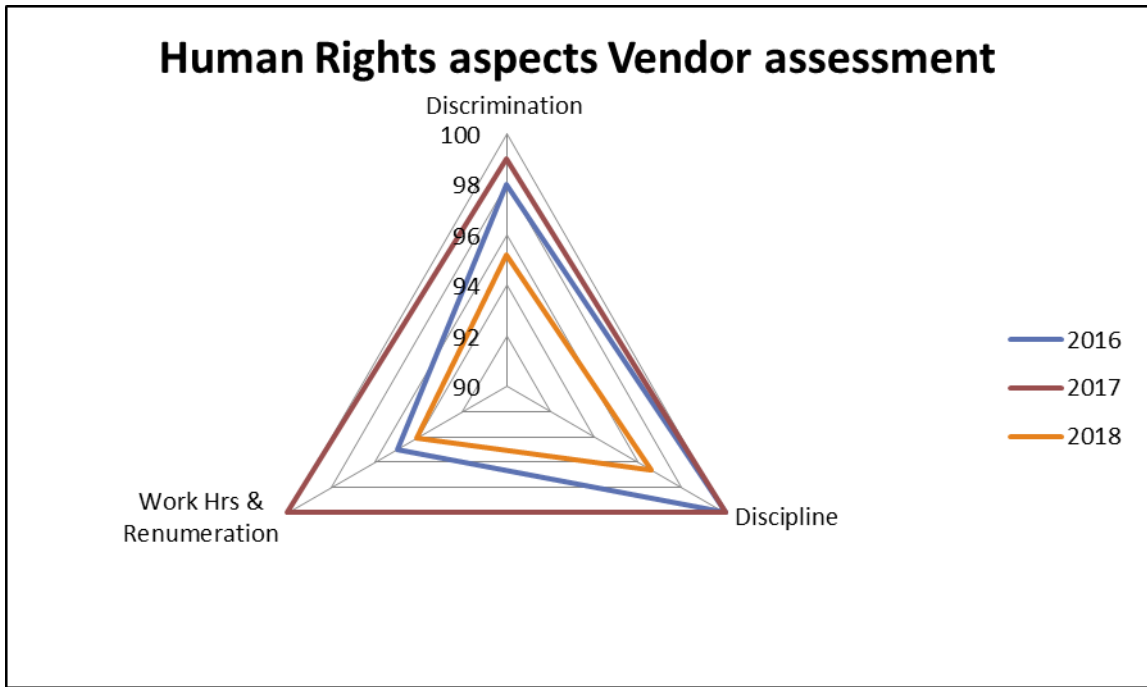 Human Rights aspects Vendor assessment
Discrimination
100
98
96
94
92
90
Work Hrs &
Renumeration
Discipline
2016
2017
2018